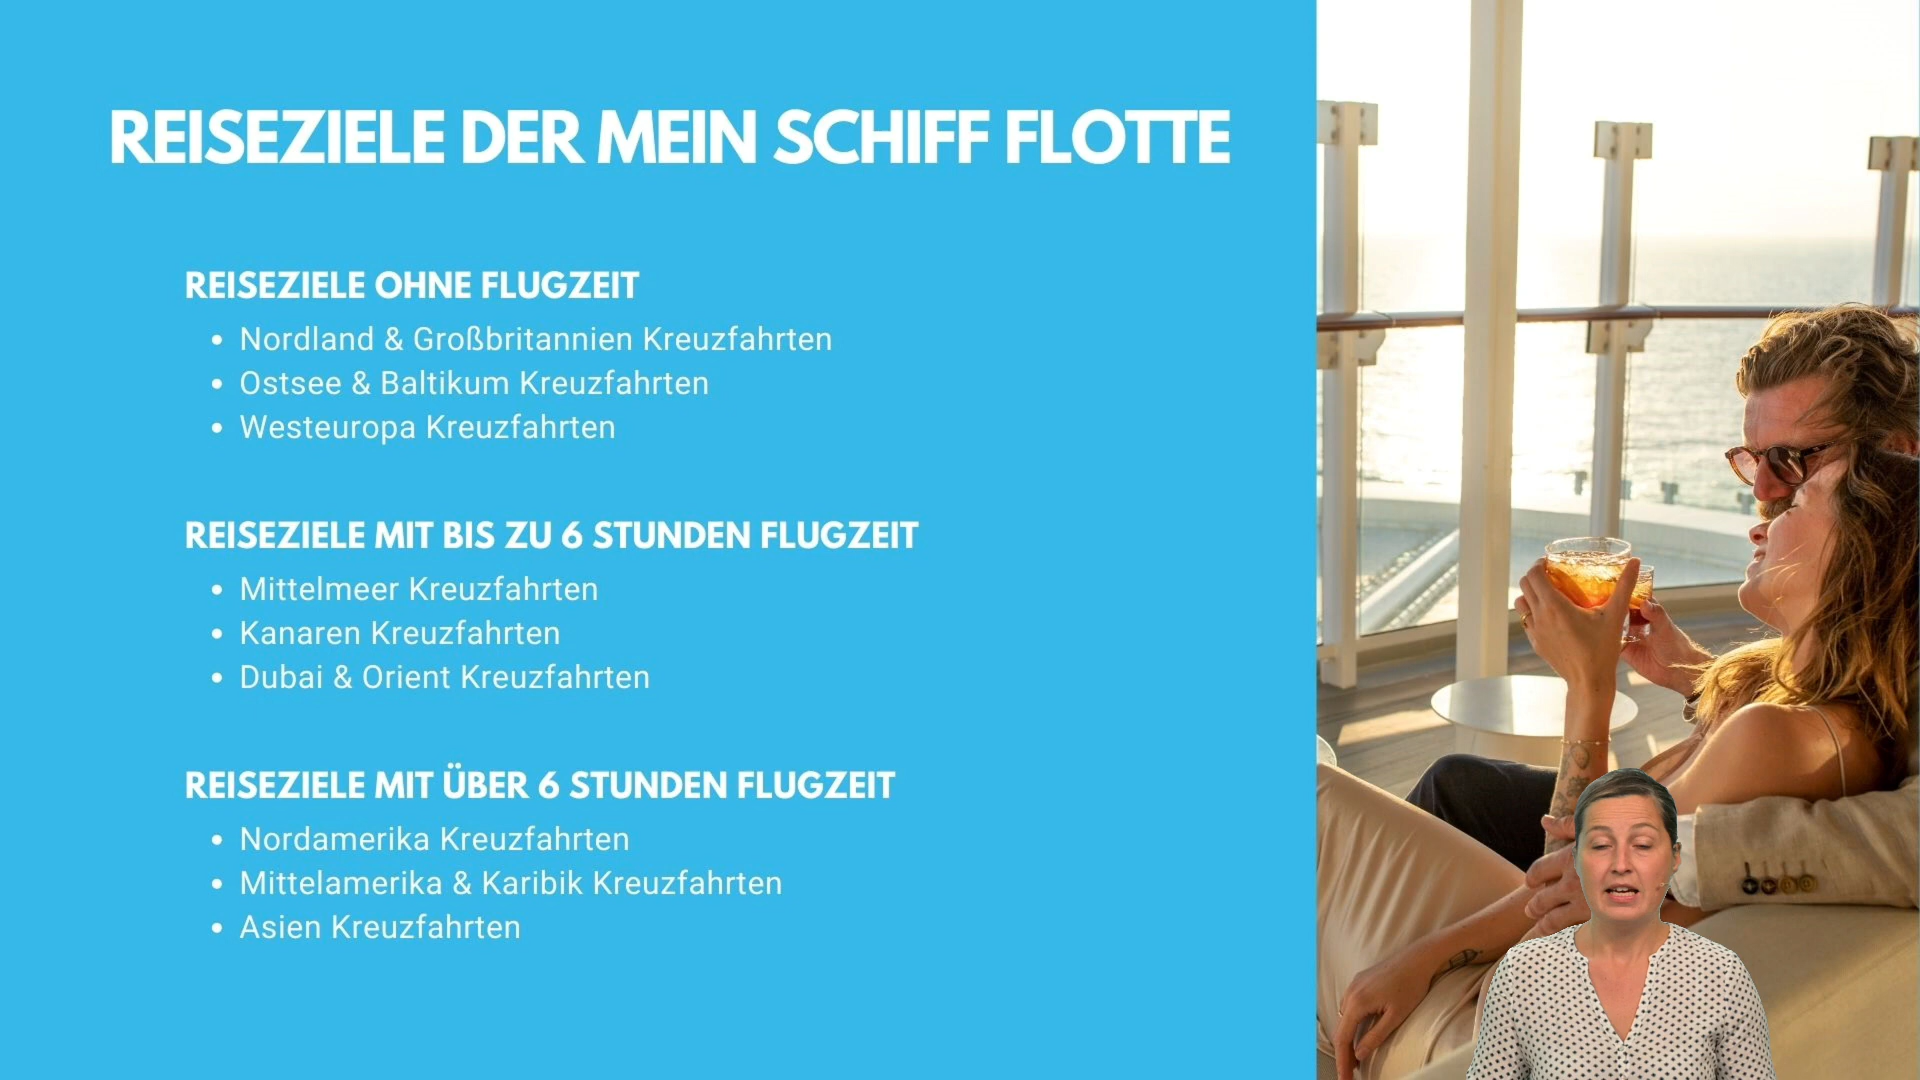 REISEZIELE DER MEIN SCHIFF FLOTTE
REISEZIELE OHNE FLUGZEIT
• Nordland & Großbritannien Kreuzfahrten
• Ostsee & Baltikum Kreuzfahrten
• Westeuropa Kreuzfahrten
REISEZIELE MIT BIS ZU 6 STUNDEN FLUGZEIT
• Mittelmeer Kreuzfahrten
• Kanaren Kreuzfahrten
• Dubai & Orient Kreuzfahrten
REISEZIELE MIT ÜBER 6 STUNDEN FLUGZEIT
• Nordamerika Kreuzfahrten
• Mittelamerika & Karibik Kreuzfahrten
• Asien Kreuzfahrten